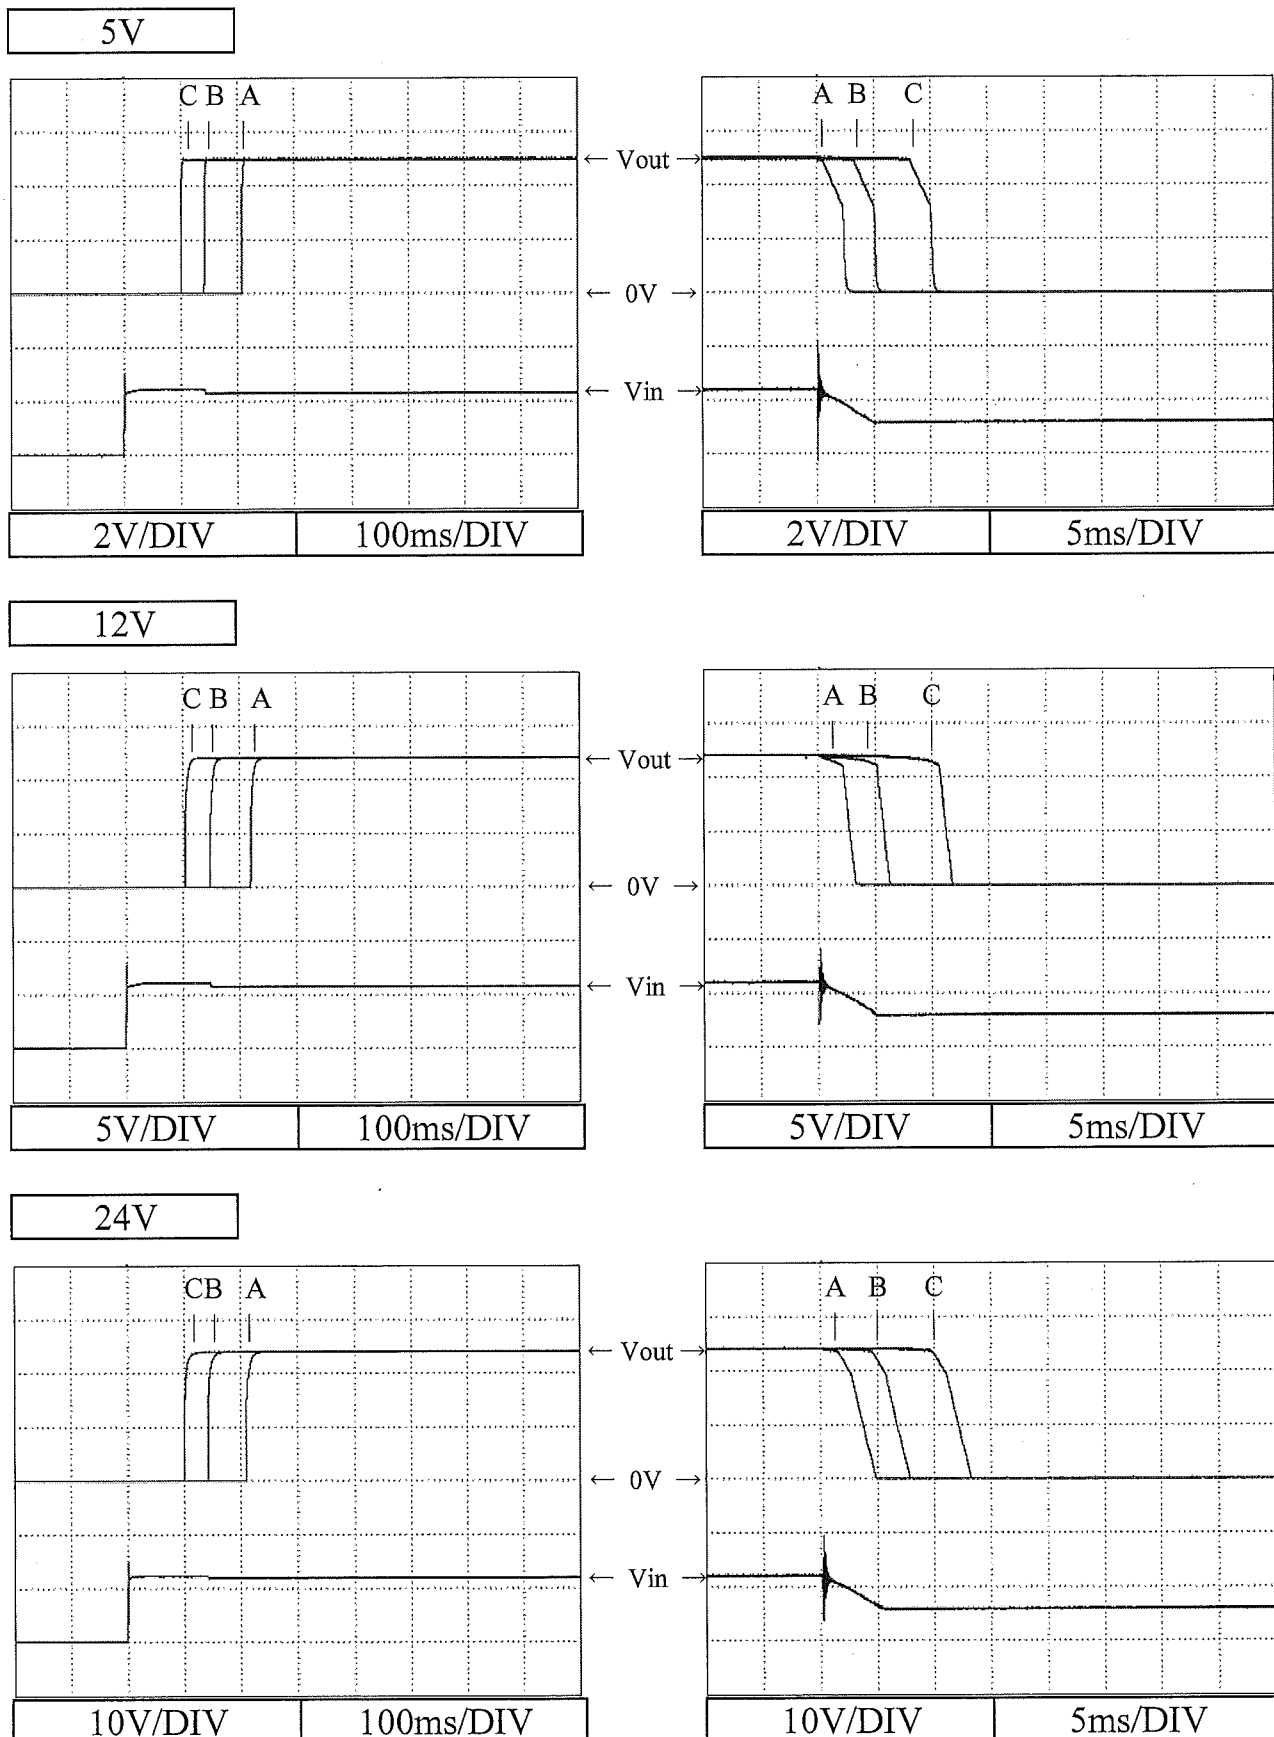 5V
C B A
A B C
← Vout →
← 0V →
← Vin →
2V/DIV 100ms/DIV
2V/DIV 5ms/DIV
12V
C B A
A B C
← Vout →
← 0V →
← Vin →
5V/DIV 100ms/DIV
5V/DIV 5ms/DIV
24V
C B A
A B C
← Vout →
← 0V →
← Vin →
10V/DIV 100ms/DIV
10V/DIV 5ms/DIV